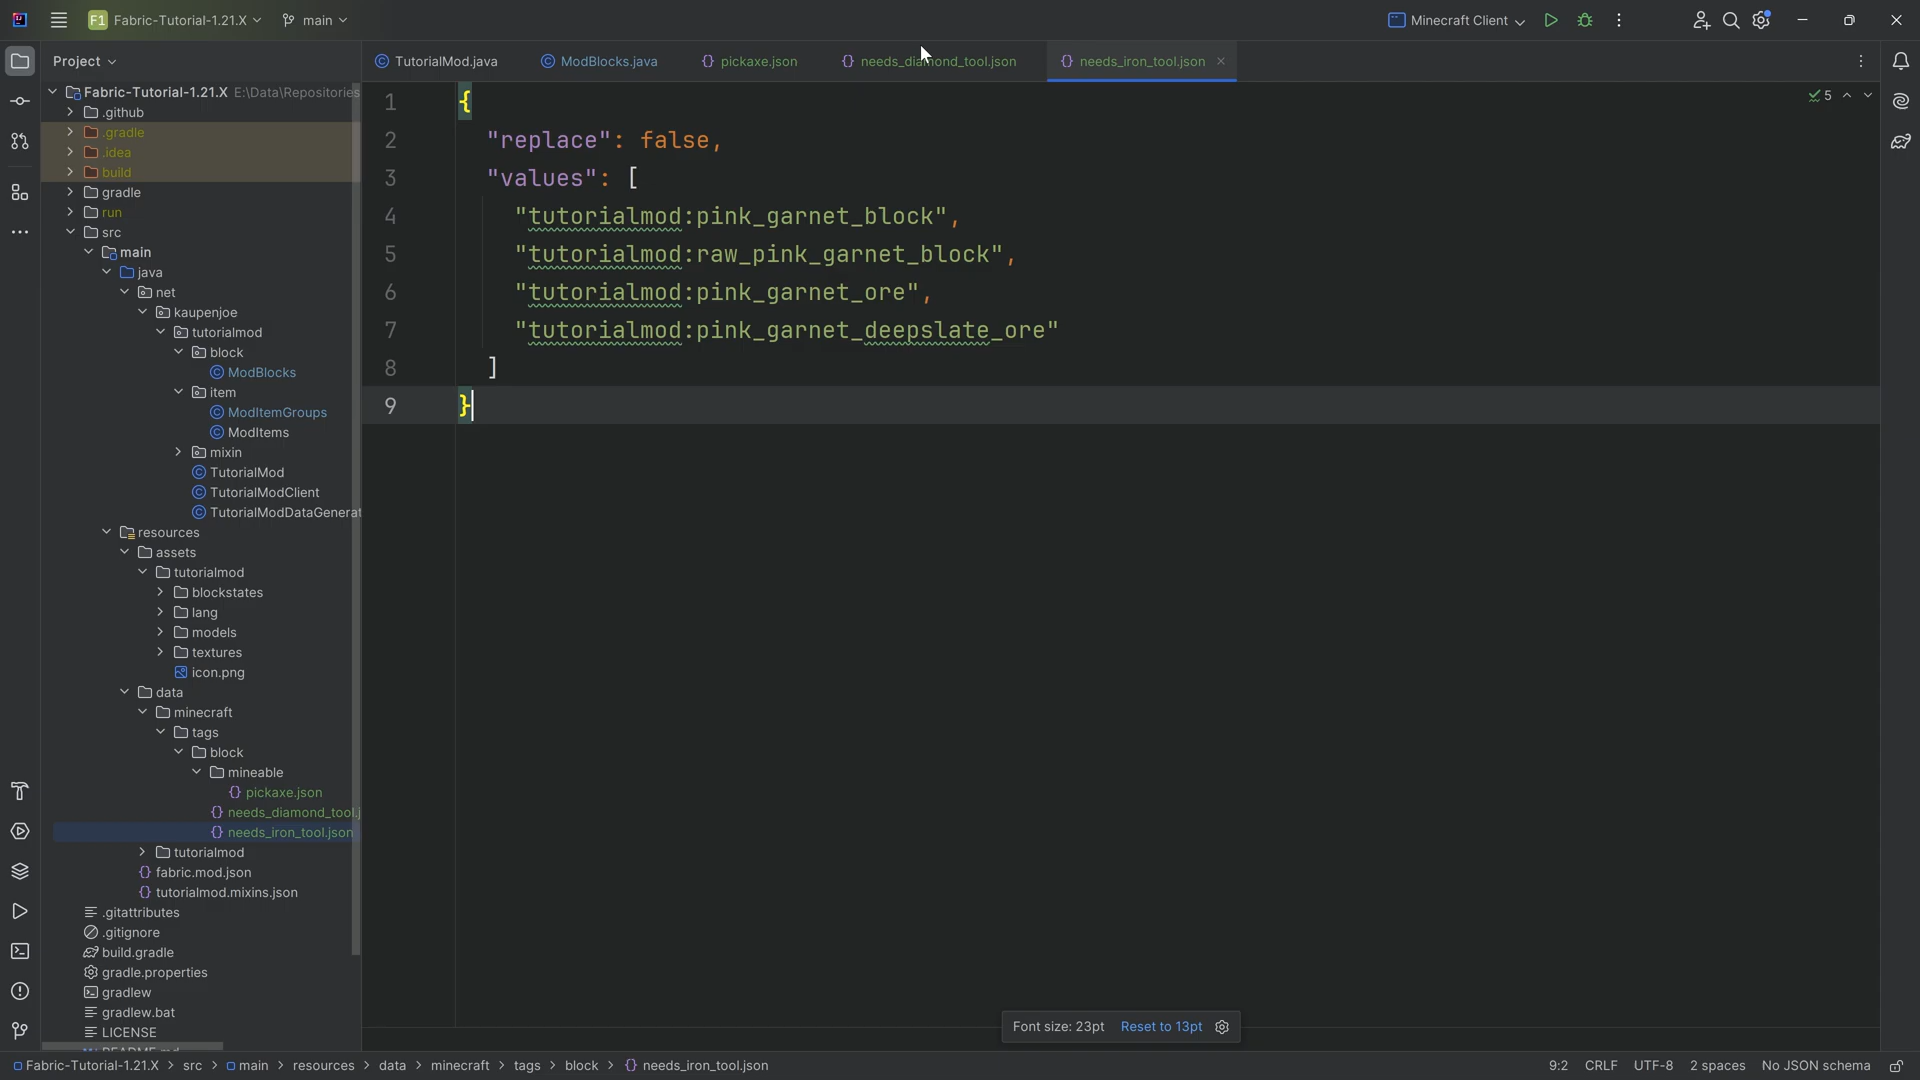 F1 Fabric-Tutorial-1.21.X main Minecraft Client
Project
TutorialMod.java ModBlocks.java pickaxe.json needs_diamond_tool.json needs_iron_tool.json
Fabric-Tutorial-1.21.X E:\Data\Repositories
.github
.gradle
.idea
build
gradle
run
src
main
java
net
kaupenjoe
tutorialmod
block
ModBlocks
item
ModItemGroups
ModItems
mixin
TutorialMod
TutorialModClient
TutorialModDataGenerat
resources
assets
tutorialmod
blockstates
lang
models
textures
icon.png
data
minecraft
tags
block
mineable
pickaxe.json
needs_diamond_tool.j
needs_iron_tool.json
tutorialmod
fabric.mod.json
tutorialmod.mixins.json
.gitattributes
.gitignore
build.gradle
gradle.properties
gradlew
gradlew.bat
LICENSE
1 {
2 "replace": false,
3 "values": [
4 "tutorialmod:pink_garnet_block",
5 "tutorialmod:raw_pink_garnet_block",
6 "tutorialmod:pink_garnet_ore",
7 "tutorialmod:pink_garnet_deepslate_ore"
8 ]
9 }
5
Font size: 23pt Reset to 13pt
Fabric-Tutorial-1.21.X > src > main > resources > data > minecraft > tags > block > needs_iron_tool.json 9:2 CRLF UTF-8 2 spaces No JSON schema